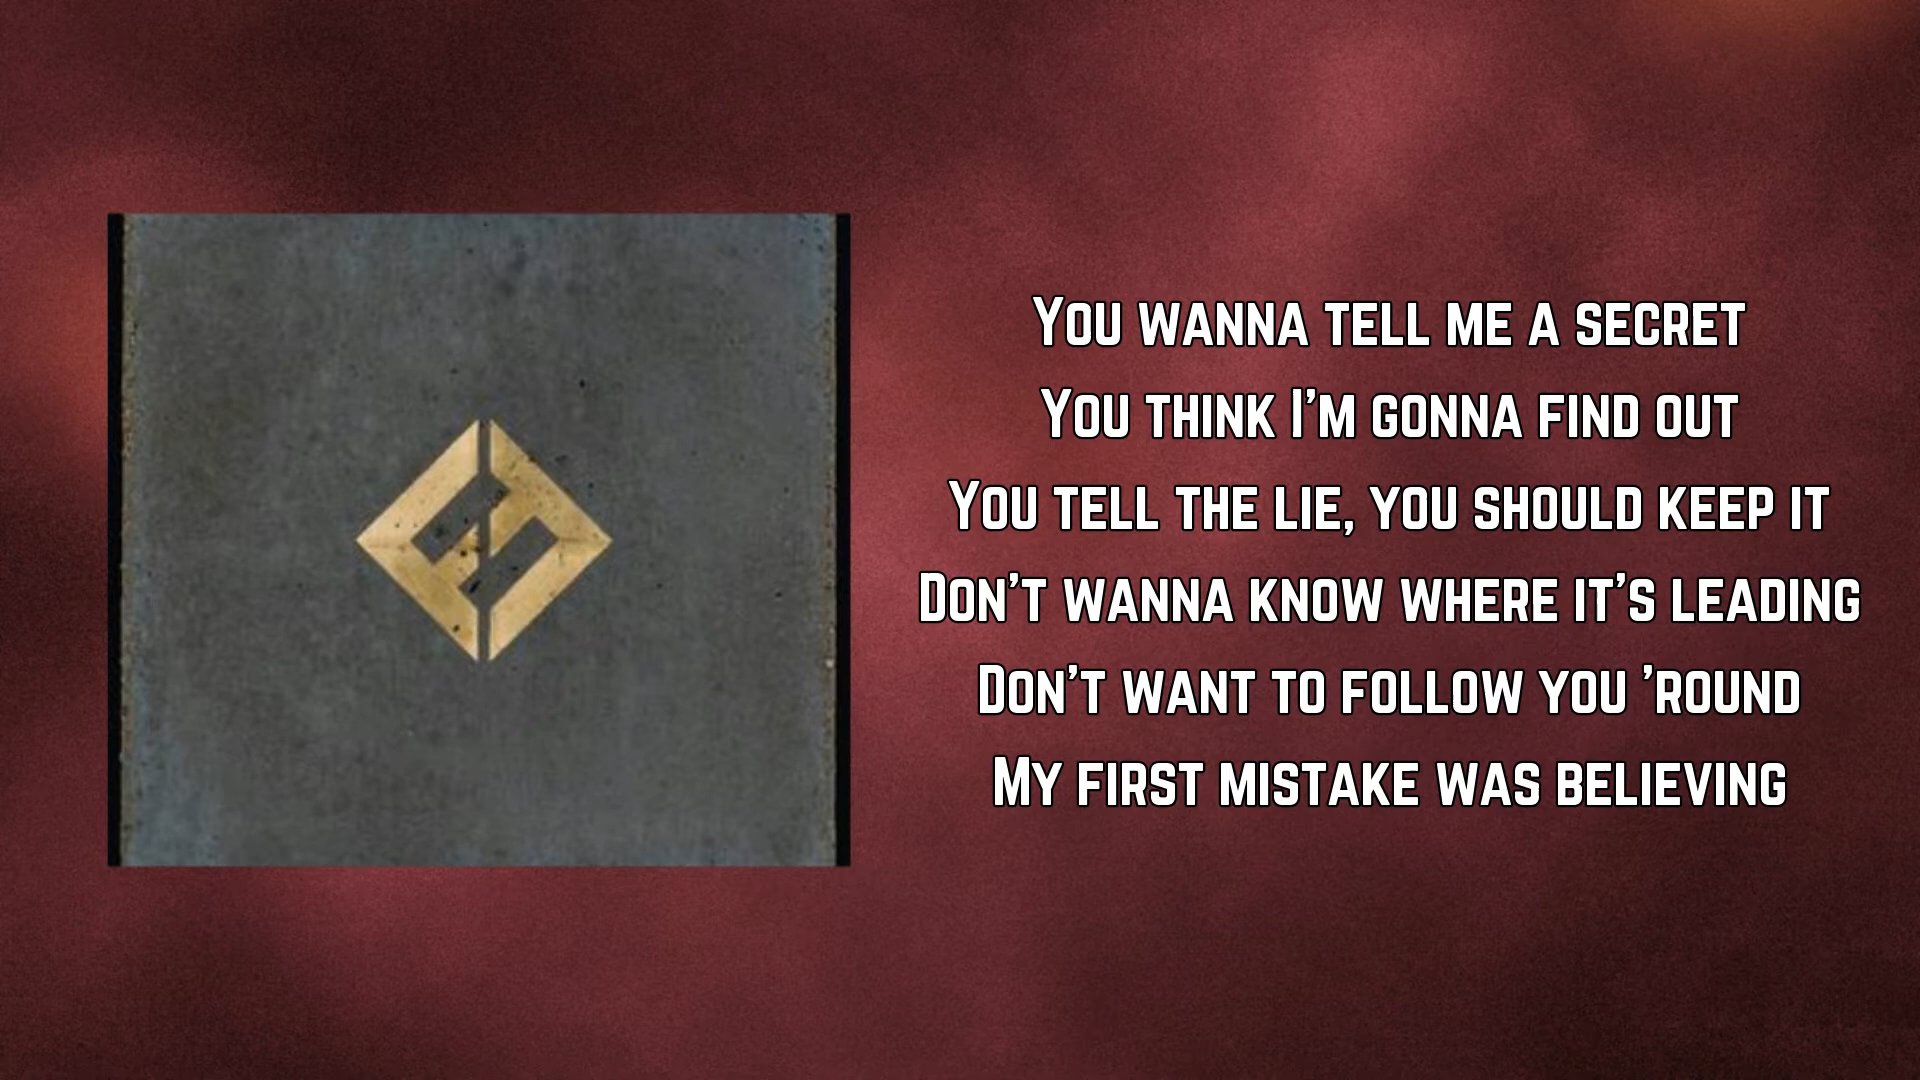 You wanna tell me a secret
You think I'm gonna find out
You tell the lie, you should keep it
Don't wanna know where it's leading
Don't want to follow you 'round
My first mistake was believing